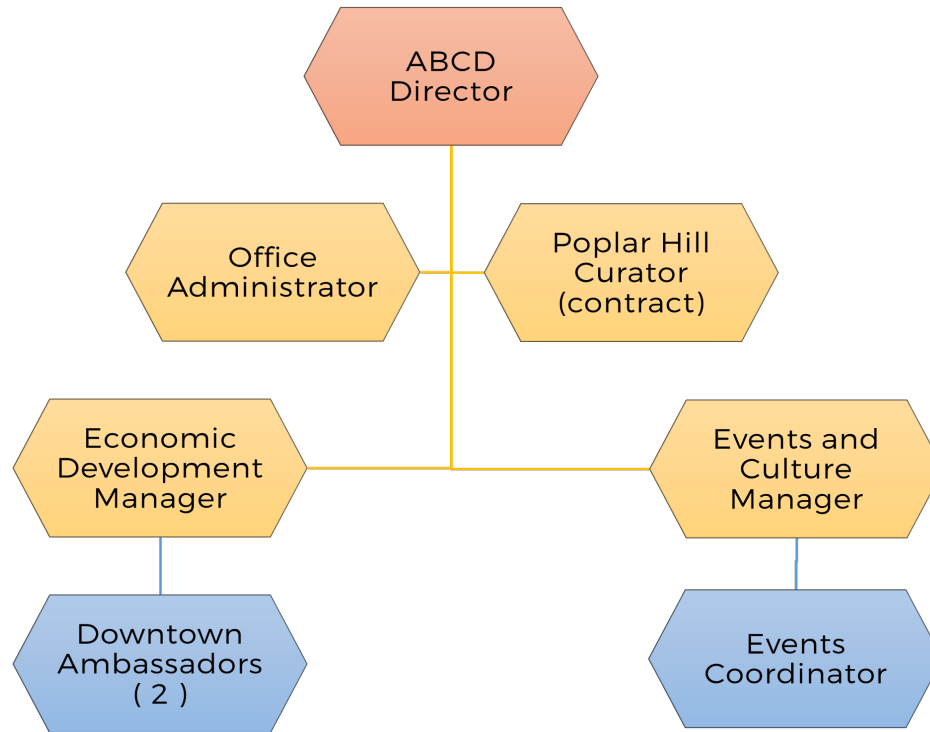 ABCD
Director
Office
Administrator
Poplar Hill
Curator
(contract)
Economic
Development
Manager
Events and
Culture
Manager
Downtown
Ambassadors
( 2 )
Events
Coordinator